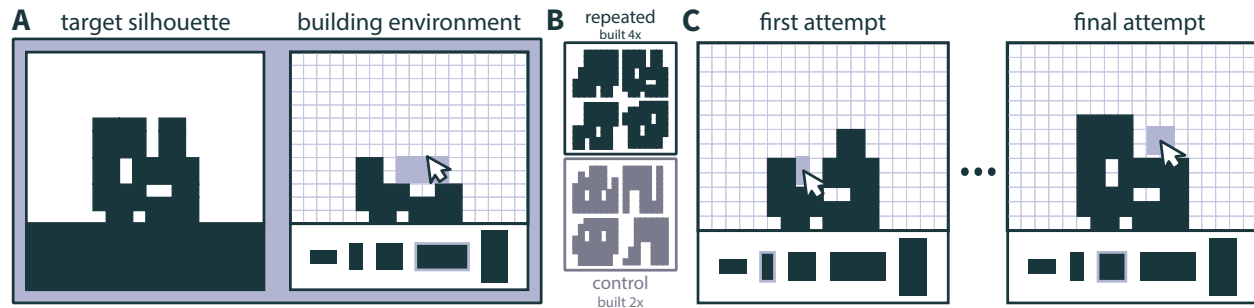 A target silhouette building environment
B repeated
built 4x
control
built 2x
C first attempt final attempt